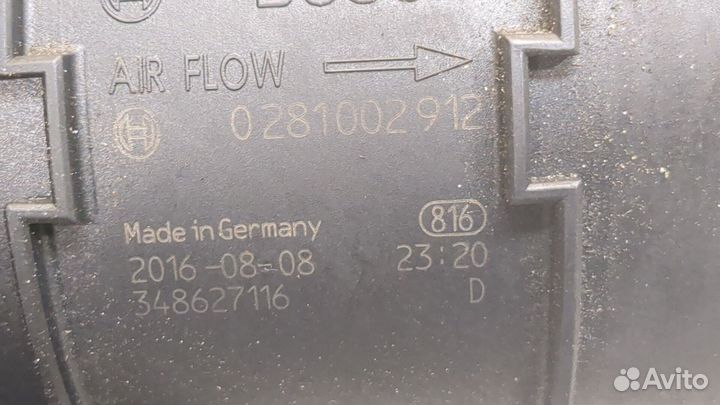 AIR FLOW
0281002912
816
Made in Germany
2016-08-08 23:20
348627116 D
Avito